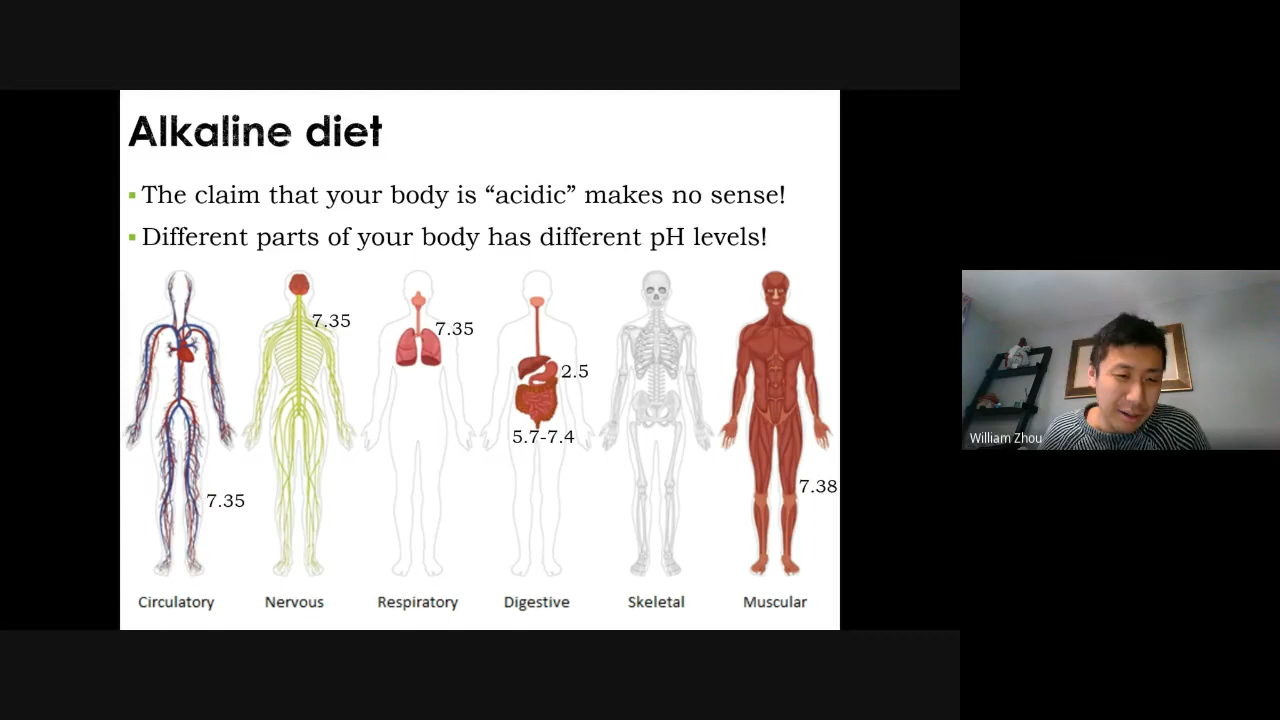 Alkaline diet
The claim that your body is “acidic” makes no sense!
Different parts of your body has different pH levels!
7.35
7.35
2.5
5.7-7.4
7.38
7.35
Circulatory Nervous Respiratory Digestive Skeletal Muscular
William Zhou